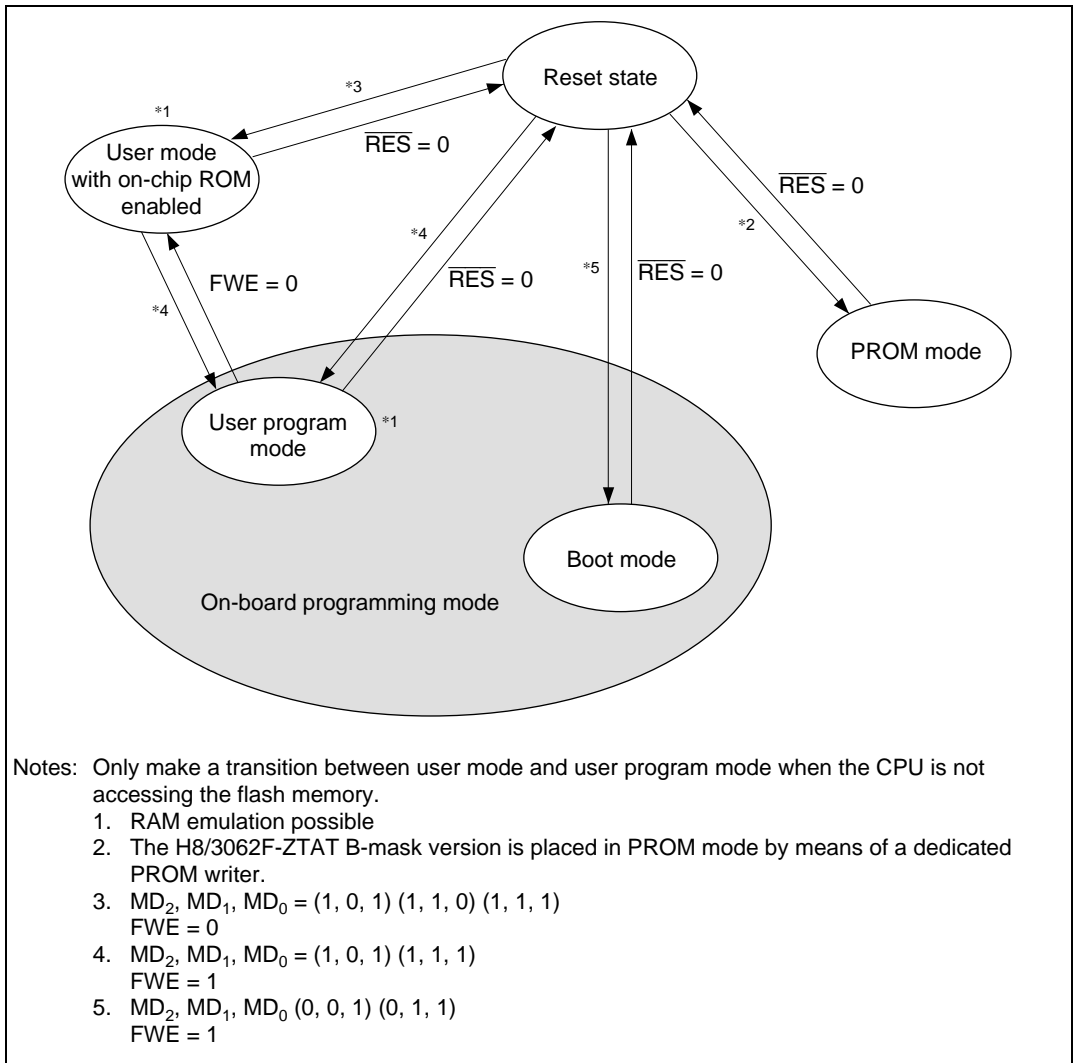 Reset state
*3
*1
R̅E̅S̅ = 0
User mode
with on-chip ROM
enabled
R̅E̅S̅ = 0
*2
*4
R̅E̅S̅ = 0
*5
R̅E̅S̅ = 0
FWE = 0
*4
PROM mode
User program
mode
*1
Boot mode
On-board programming mode
Notes: Only make a transition between user mode and user program mode when the CPU is not
accessing the flash memory.
1. RAM emulation possible
2. The H8/3062F-ZTAT B-mask version is placed in PROM mode by means of a dedicated
PROM writer.
3. MD₂, MD₁, MD₀ = (1, 0, 1) (1, 1, 0) (1, 1, 1)
FWE = 0
4. MD₂, MD₁, MD₀ = (1, 0, 1) (1, 1, 1)
FWE = 1
5. MD₂, MD₁, MD₀ (0, 0, 1) (0, 1, 1)
FWE = 1